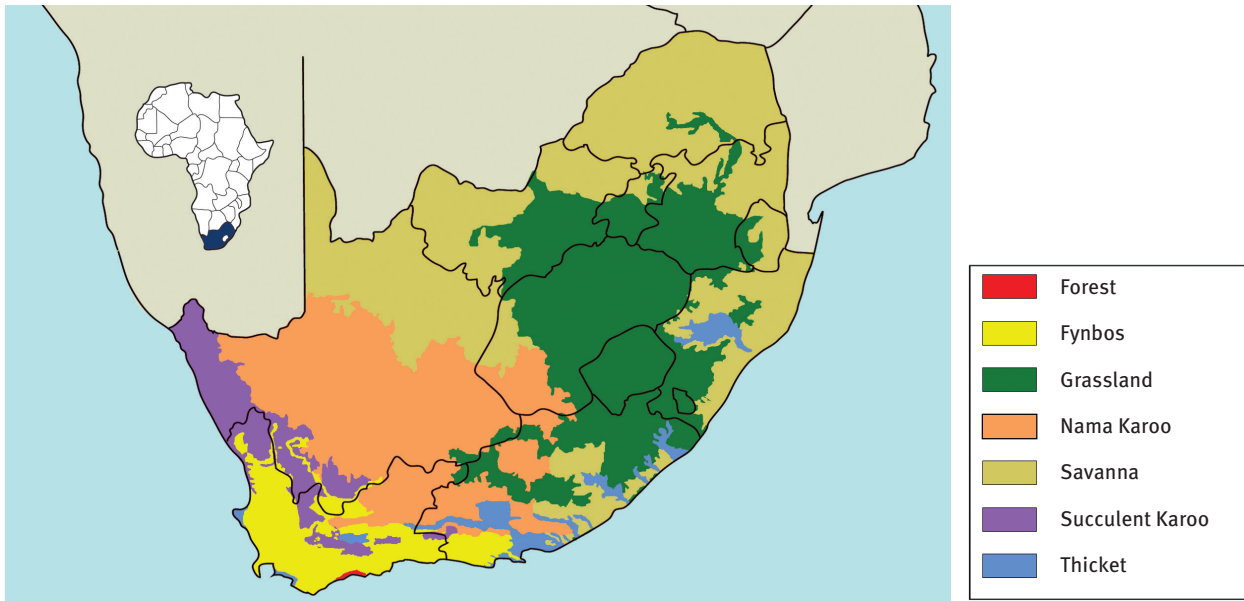 Forest
Fynbos
Grassland
Nama Karoo
Savanna
Succulent Karoo
Thicket